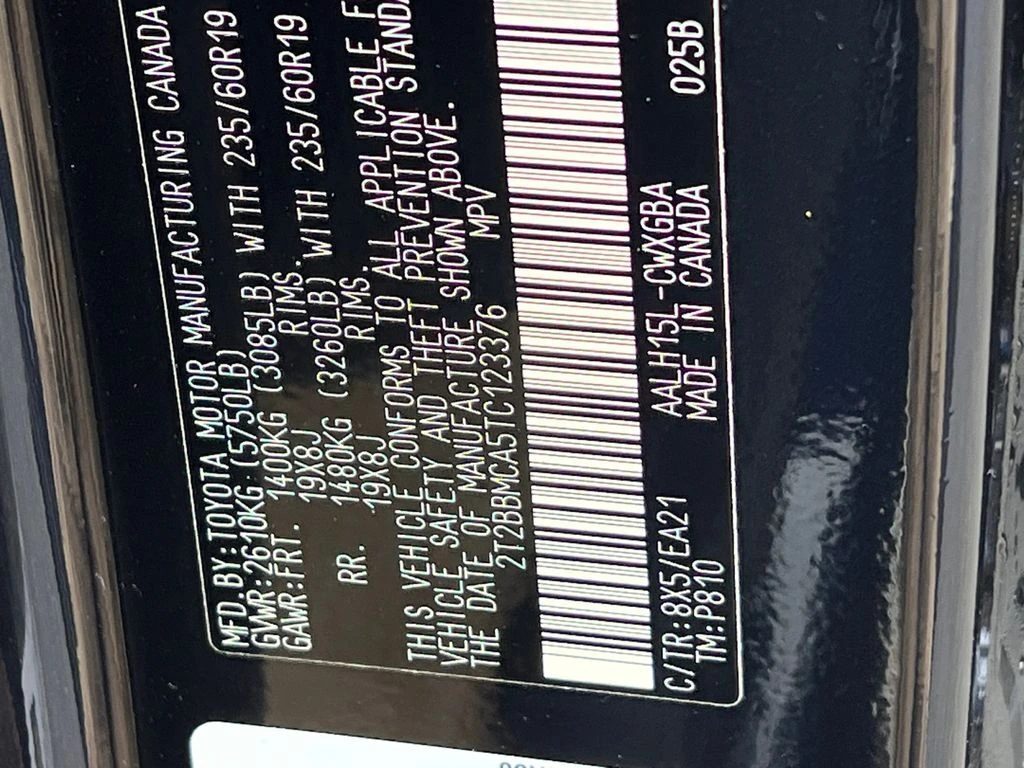 MFD.BY:TOYOTA MOTOR MANUFACTURING CANADA
GVWR:2610KG(5750LB)
GAWR:FRT. 1400KG (3085LB) WITH 235/60R19
19X8J RIMS.
RR. 1480KG (3260LB) WITH 235/60R19
19X8J RIMS.
THIS VEHICLE CONFORMS TO ALL APPLICABLE F
VEHICLE SAFETY AND THEFT PREVENTION STANDA
THE DATE OF MANUFACTURE SHOWN ABOVE.
2T2BBMCA5TC123376 MPV
C/TR:8X5/EA21 AALH15L-CWXGBA 025B
TM:P810 MADE IN CANADA